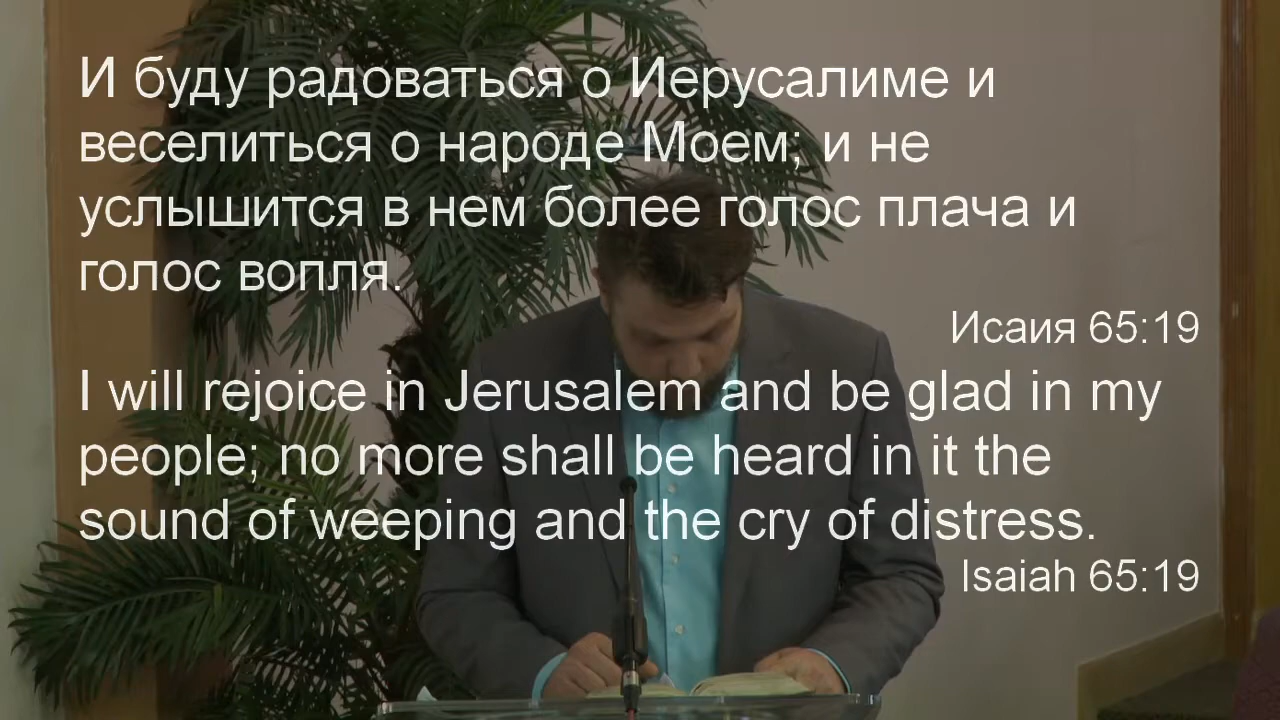 И буду радоваться о Иерусалиме и
веселиться о народе Моем; и не
услышится в нем более голос плача и
голос вопля.
Исаия 65:19
I will rejoice in Jerusalem and be glad in my
people; no more shall be heard in it the
sound of weeping and the cry of distress.
Isaiah 65:19